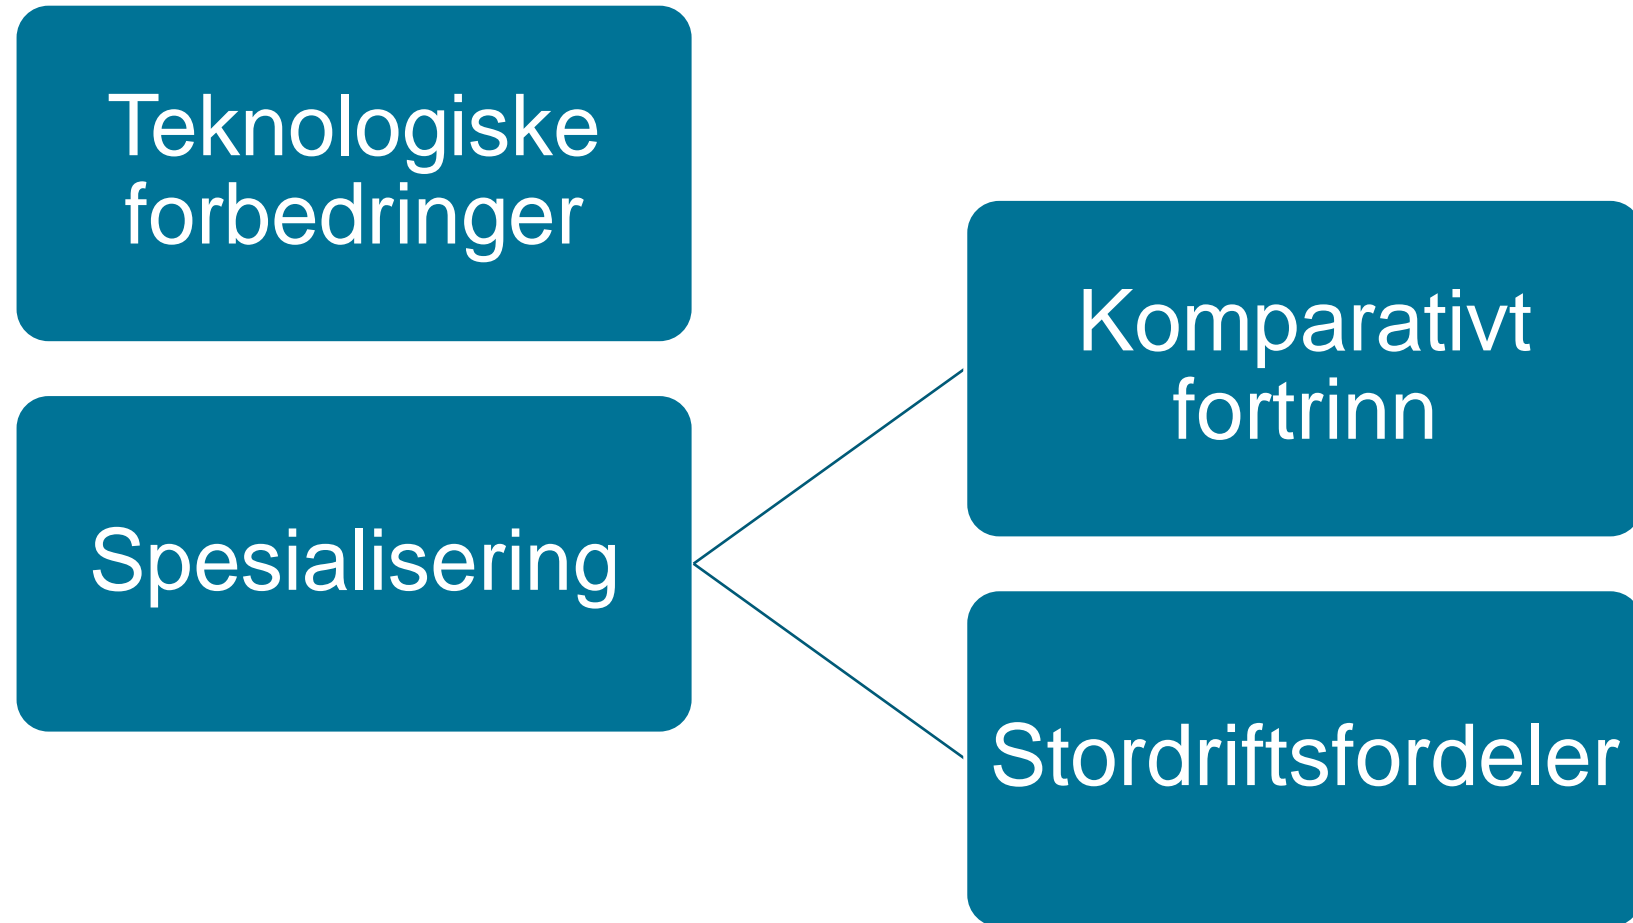 Teknologiske
forbedringer
Spesialisering
Komparativt
fortrinn
Stordriftsfordeler